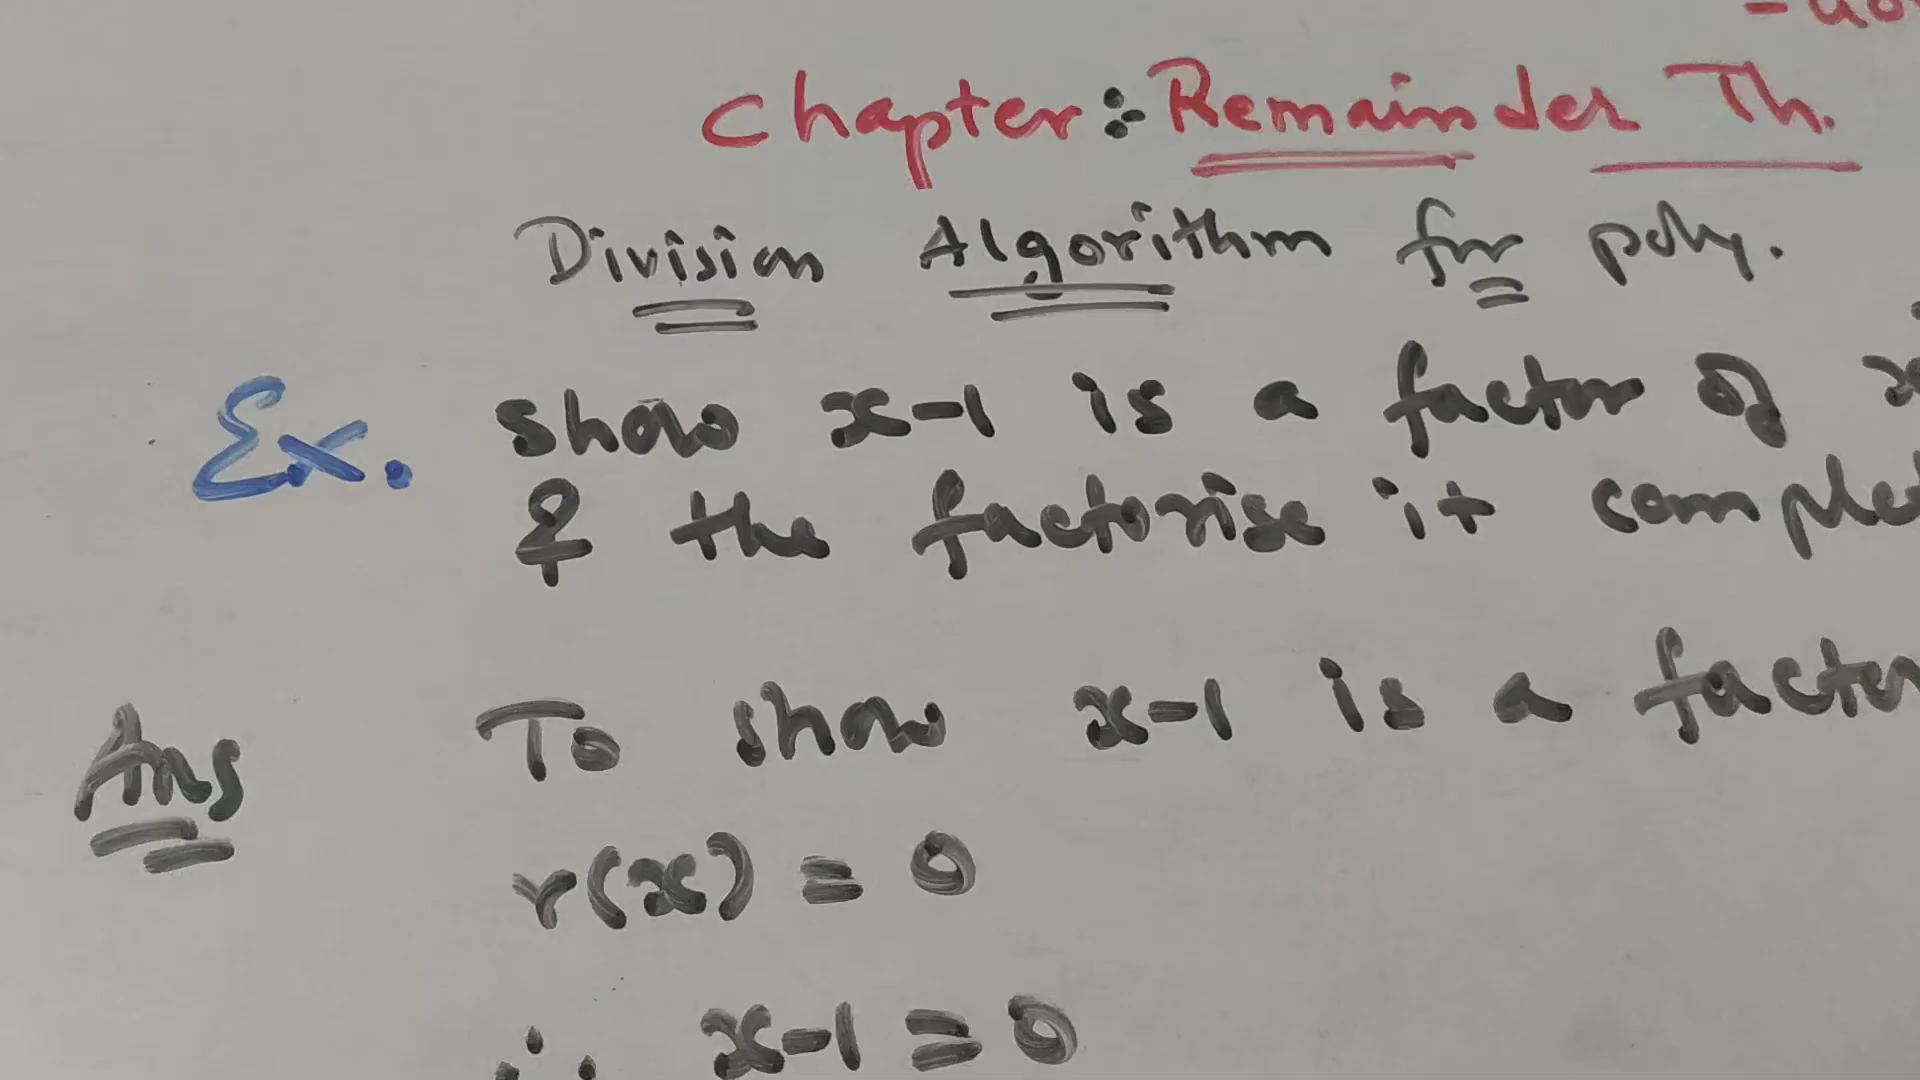 Chapter: Remainder Th.
Division Algorithm for poly.
Ex. Show x-1 is a factor of
& the factorise it
Ans To show x-1 is a factor
r(x) = 0
∴ x-1 = 0